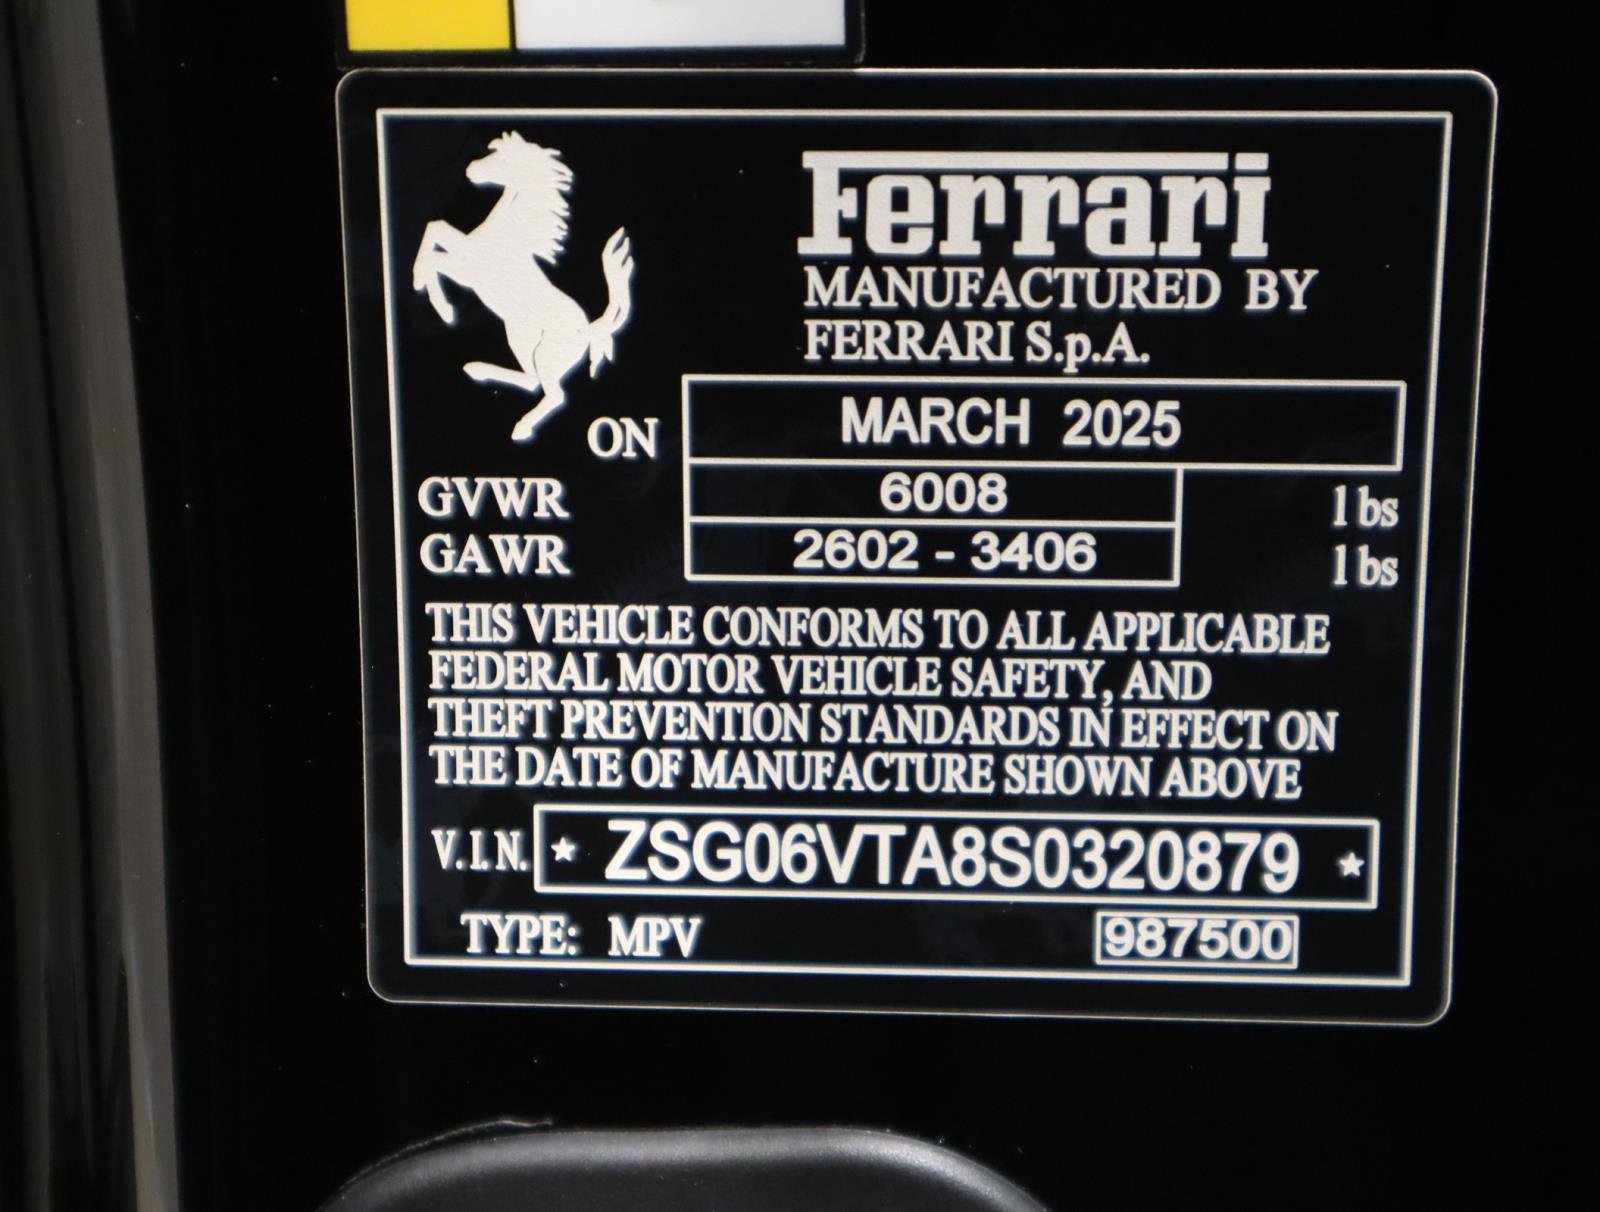 Ferrari
MANUFACTURED BY
FERRARI S.p.A.
ON MARCH 2025
GVWR 6008 lbs
GAWR 2602 - 3406 lbs
THIS VEHICLE CONFORMS TO ALL APPLICABLE
FEDERAL MOTOR VEHICLE SAFETY, AND
THEFT PREVENTION STANDARDS IN EFFECT ON
THE DATE OF MANUFACTURE SHOWN ABOVE
V.I.N. ★ ZSG06VTA8S0320879 ★
TYPE: MPV 987500